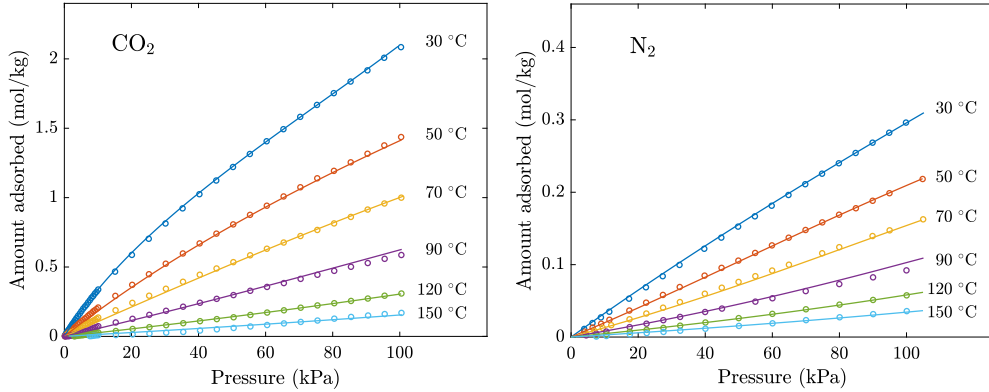 CO₂
Amount adsorbed (mol/kg)
2
1.5
1
0.5
0
30 °C
50 °C
70 °C
90 °C
120 °C
150 °C
0 20 40 60 80 100
Pressure (kPa)
N₂
Amount adsorbed (mol/kg)
0.4
0.3
0.2
0.1
0
30 °C
50 °C
70 °C
90 °C
120 °C
150 °C
0 20 40 60 80 100
Pressure (kPa)